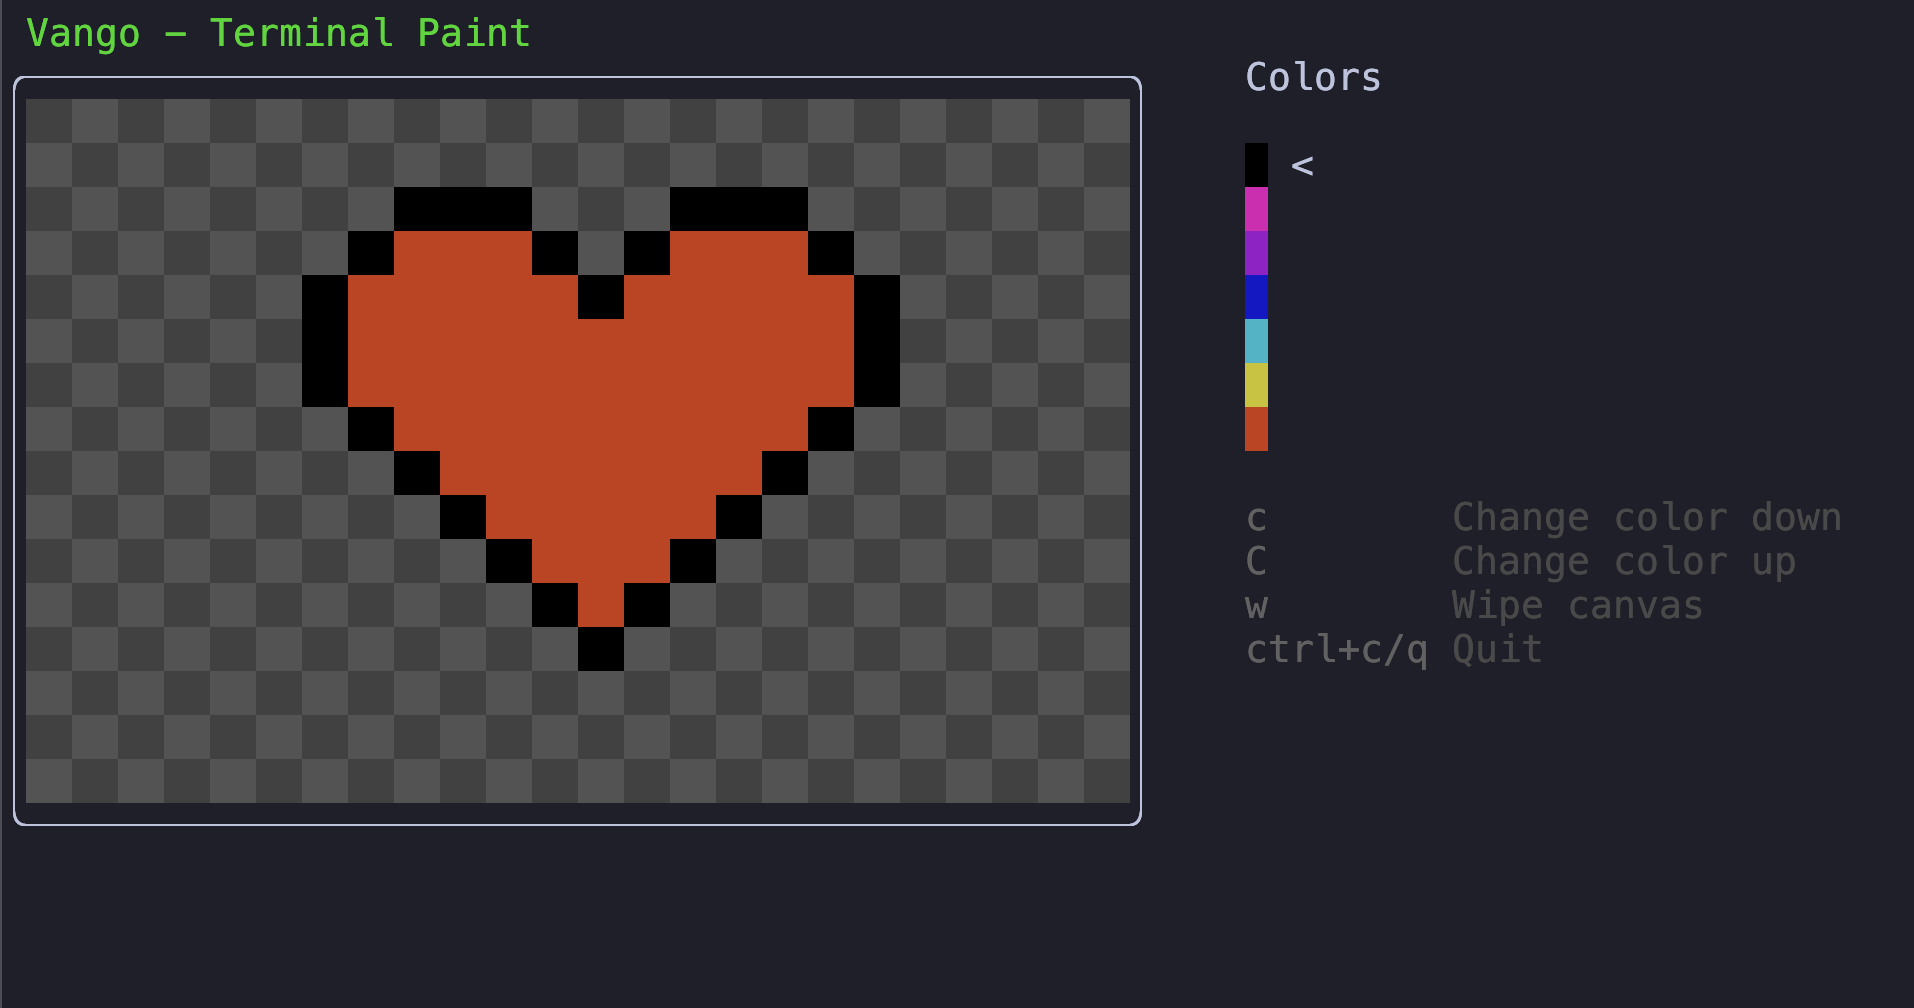 Vango – Terminal Paint
Colors
<
c Change color down
C Change color up
w Wipe canvas
ctrl+c/q Quit